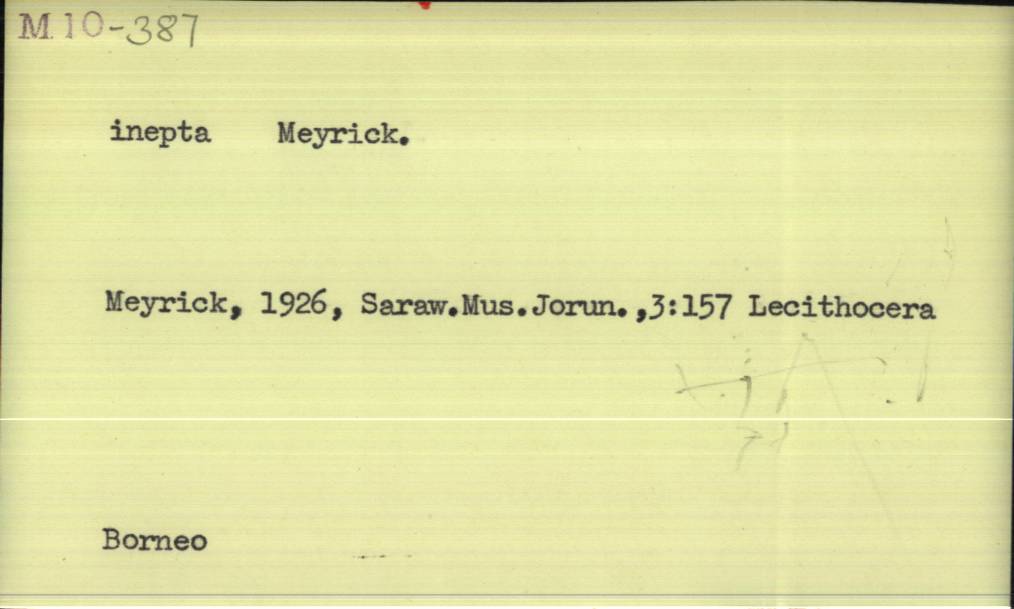 M 10-387
inepta Meyrick.
Meyrick, 1926, Saraw.Mus.Jorun.,3:157 Lecithocera
Borneo